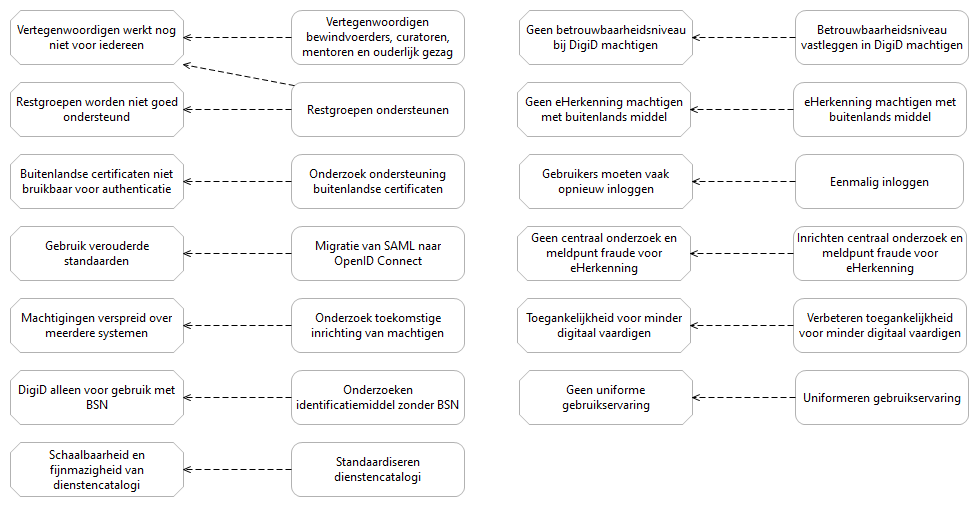 Vertegenwoordigen werkt nog
niet voor iedereen
Vertegenwoordigen
bewindvoerders, curatoren,
mentoren en ouderlijk gezag
Restgroepen worden niet goed
ondersteund
Restgroepen ondersteunen
Buitenlandse certificaten niet
bruikbaar voor authenticatie
Onderzoek ondersteuning
buitenlandse certificaten
Gebruik verouderde
standaarden
Migratie van SAML naar
OpenID Connect
Machtigingen verspreid over
meerdere systemen
Onderzoek toekomstige
inrichting van machtigen
DigiD alleen voor gebruik met
BSN
Onderzoeken
identificatiemiddel zonder BSN
Schaalbaarheid en
fijnmazigheid van
dienstencatalogi
Standaardiseren
dienstencatalogi
Geen betrouwbaarheidsniveau
bij DigiD machtigen
Betrouwbaarheidsniveau
vastleggen in DigiD machtigen
Geen eHerkenning machtigen
met buitenlands middel
eHerkenning machtigen met
buitenlands middel
Gebruikers moeten vaak
opnieuw inloggen
Eenmalig inloggen
Geen centraal onderzoek en
meldpunt fraude voor
eHerkenning
Inrichten centraal onderzoek en
meldpunt fraude voor
eHerkenning
Toegankelijkheid voor minder
digitaal vaardigen
Verbeteren toegankelijkheid
voor minder digitaal vaardigen
Geen uniforme
gebruikservaring
Uniformeren gebruikservaring